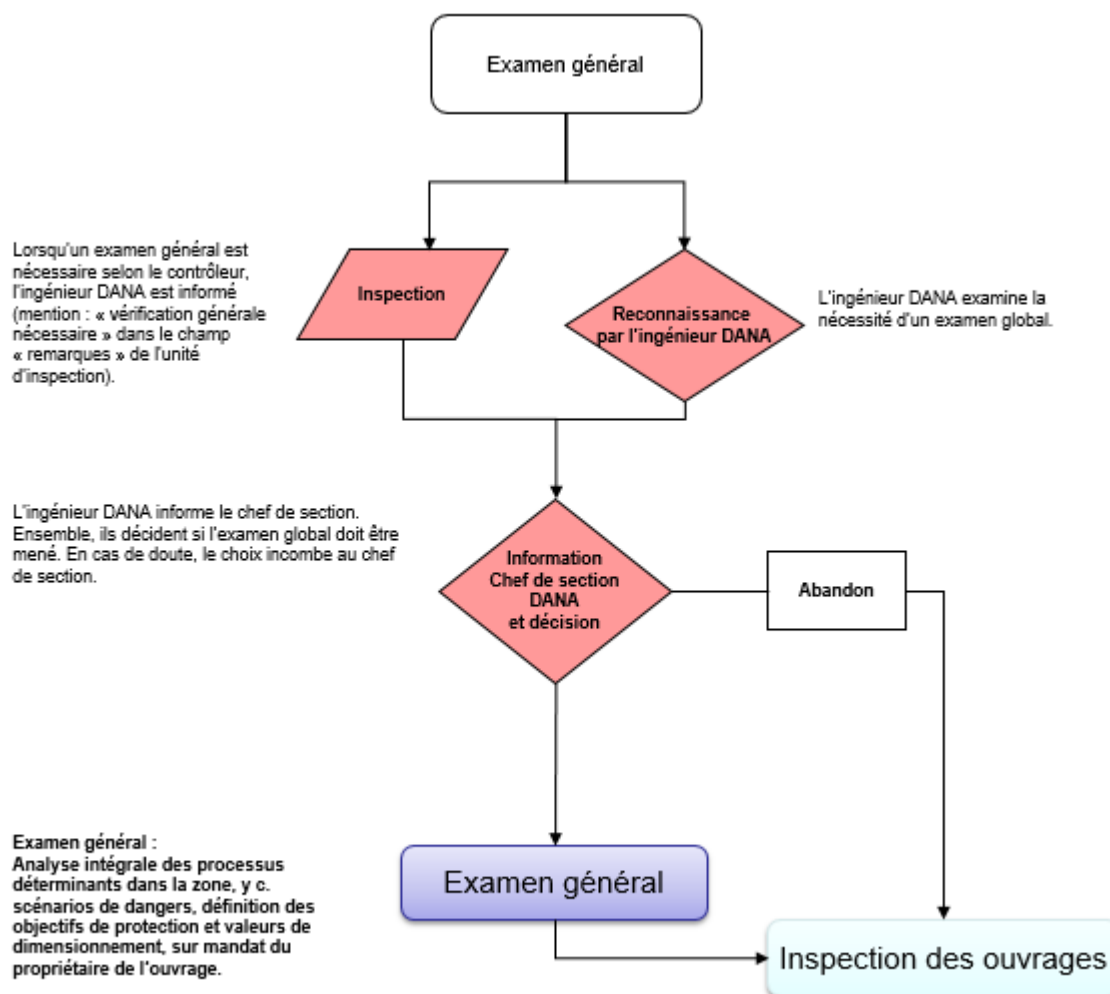 Examen général
Lorsqu'un examen général est
nécessaire selon le contrôleur,
l'ingénieur DANA est informé
(mention : « vérification générale
nécessaire » dans le champ
« remarques » de l'unité
d'inspection).
Inspection
Reconnaissance
par l'ingénieur DANA
L'ingénieur DANA examine la
nécessité d'un examen global.
L'ingénieur DANA informe le chef de section.
Ensemble, ils décident si l'examen global doit être
mené. En cas de doute, le choix incombe au chef
de section.
Information
Chef de section
DANA
et décision
Abandon
Examen général :
Analyse intégrale des processus
déterminants dans la zone, y c.
scénarios de dangers, définition des
objectifs de protection et valeurs de
dimensionnement, sur mandat du
propriétaire de l'ouvrage.
Examen général
Inspection des ouvrages